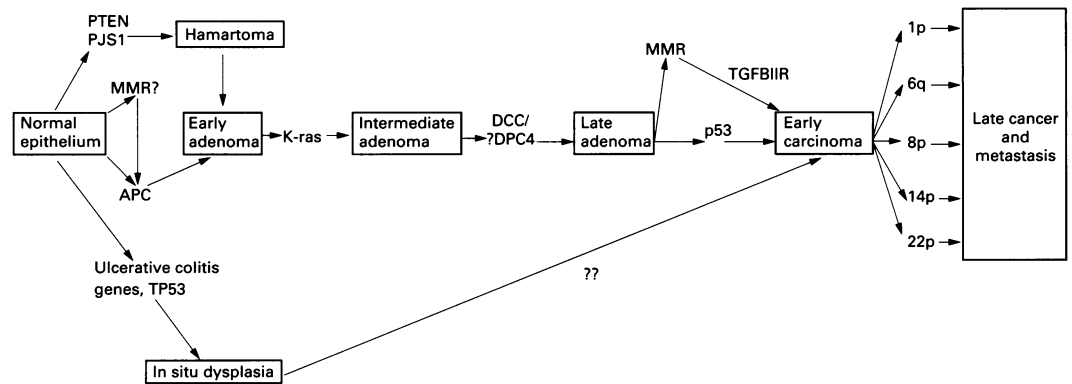 PTEN
PJS1
Hamartoma
MMR?
Normal
epithelium
APC
Early
adenoma
K-ras
Intermediate
adenoma
DCC/
?DPC4
Late
adenoma
MMR
TGFBIIR
p53
Early
carcinoma
1p
6q
8p
14p
22p
Late cancer
and
metastasis
Ulcerative colitis
genes, TP53
??
In situ dysplasia